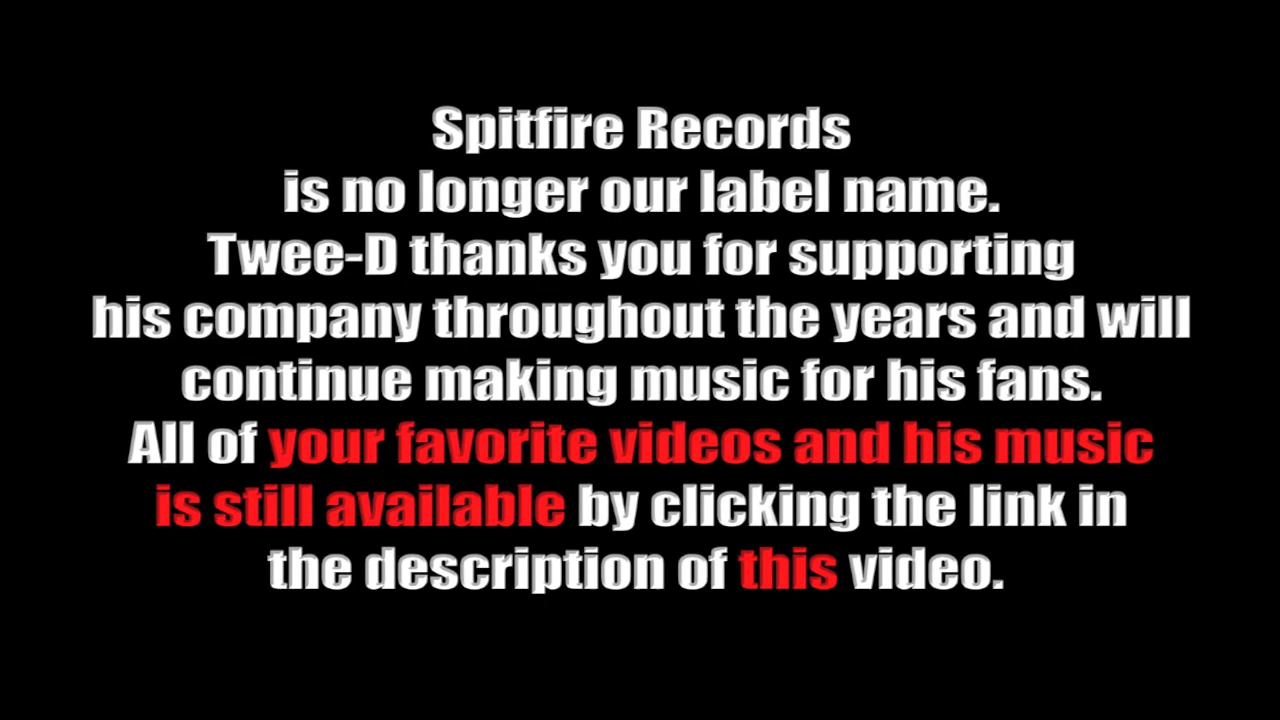 Spitfire Records
is no longer our label name.
Twee-D thanks you for supporting
his company throughout the years and will
continue making music for his fans.
All of your favorite videos and his music
is still available by clicking the link in
the description of this video.